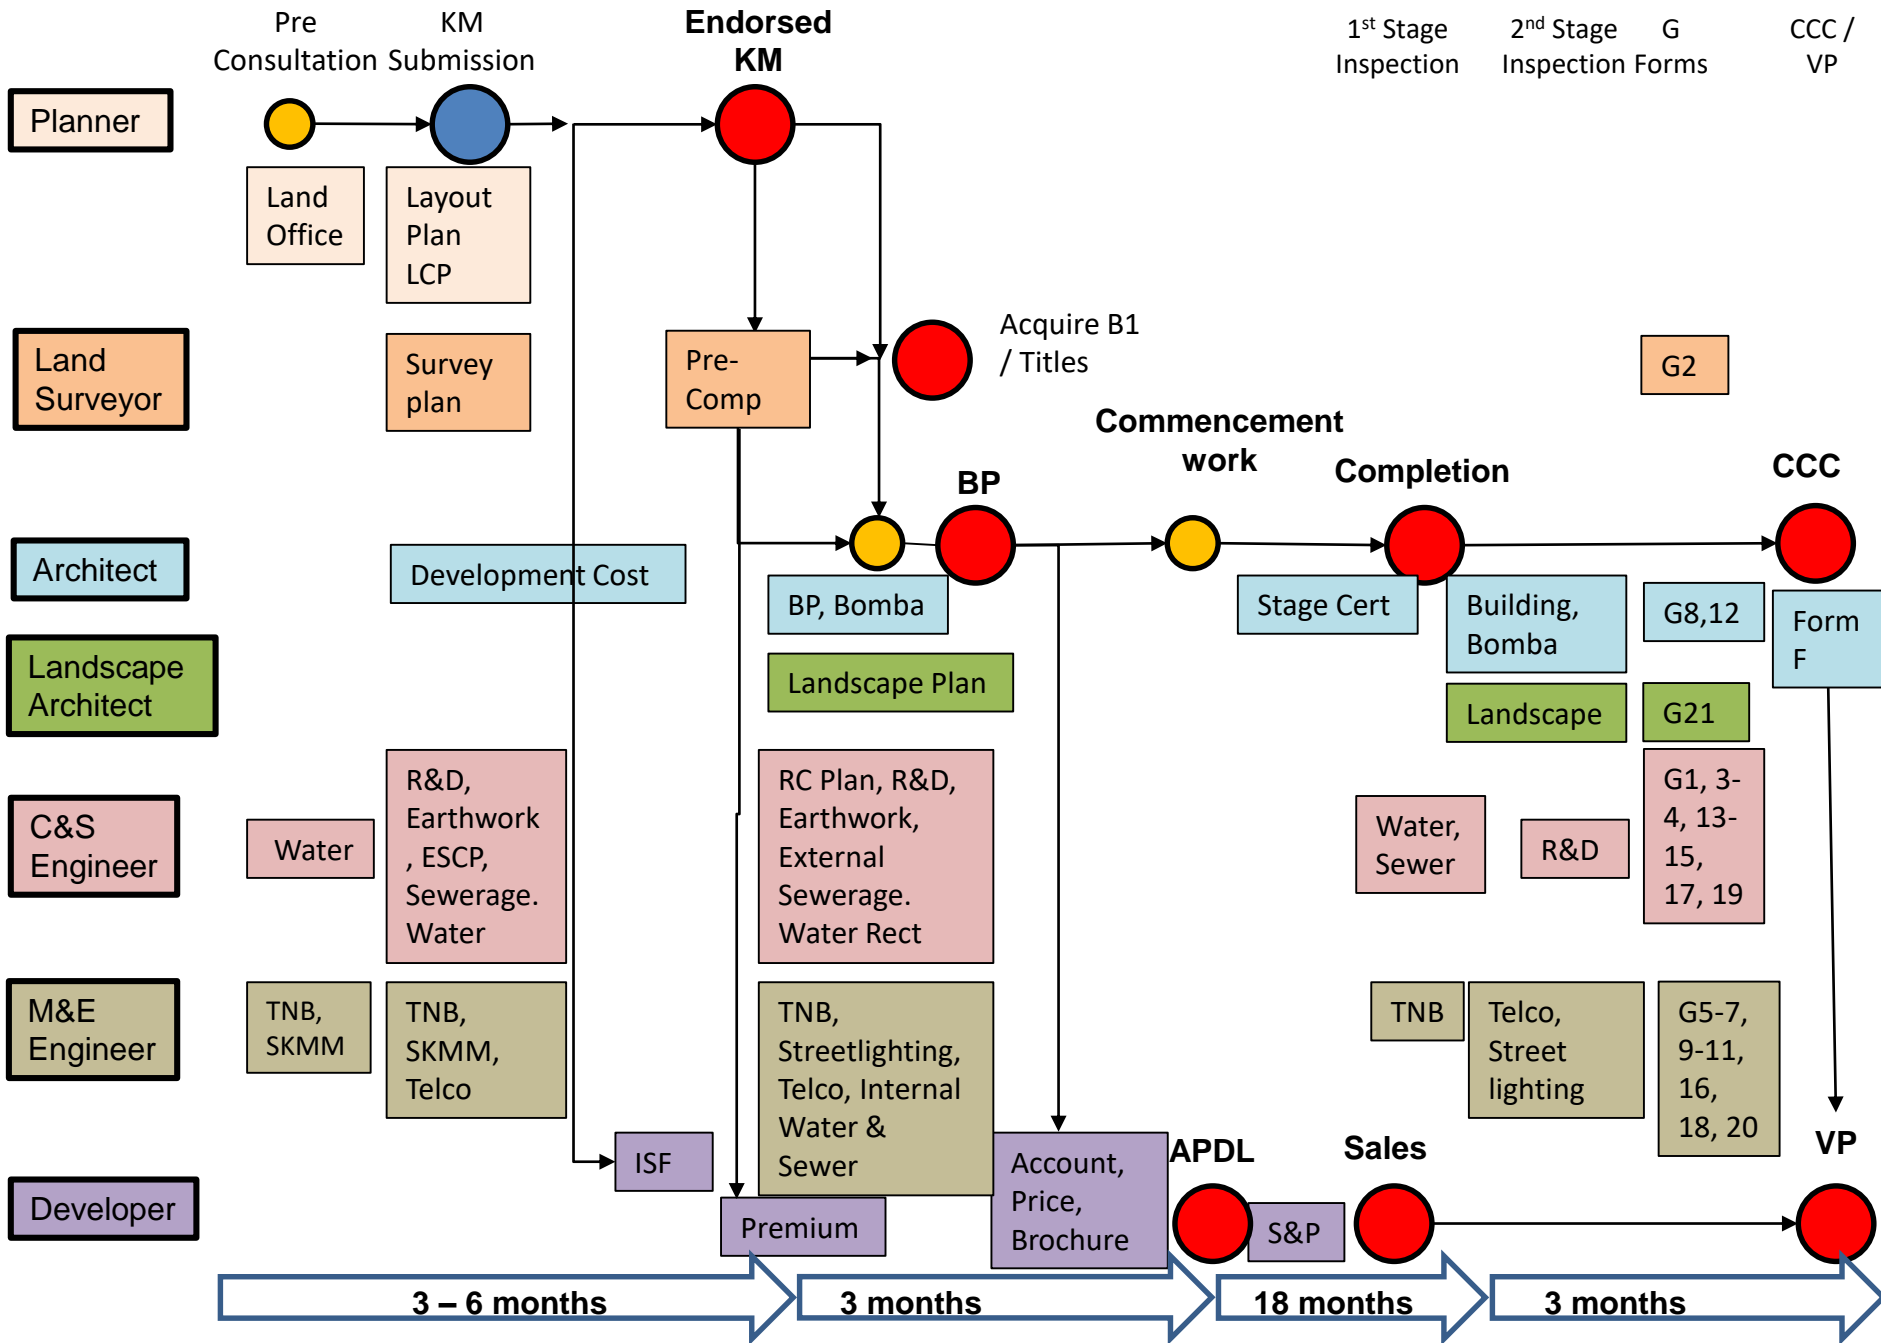 Pre
Consultation
KM
Submission
Endorsed
KM
1st Stage
Inspection
2nd Stage
Inspection
G
Forms
CCC /
VP
Planner
Land
Office
Layout
Plan
LCP
Land
Surveyor
Survey
plan
Pre-
Comp
Acquire B1
/ Titles
G2
Commencement
work
BP
Completion
CCC
Architect
Development Cost
BP, Bomba
Stage Cert
Building,
Bomba
G8,12
Form
F
Landscape
Architect
Landscape Plan
Landscape
G21
C&S
Engineer
Water
R&D,
Earthwork
, ESCP,
Sewerage.
Water
RC Plan, R&D,
Earthwork,
External
Sewerage.
Water Rect
Water,
Sewer
R&D
G1, 3-
4, 13-
15,
17, 19
M&E
Engineer
TNB,
SKMM
TNB,
SKMM,
Telco
TNB,
Streetlighting,
Telco, Internal
Water &
Sewer
TNB
Telco,
Street
lighting
G5-7,
9-11,
16,
18, 20
Developer
ISF
Premium
Account,
Price,
Brochure
APDL
S&P
Sales
VP
3 – 6 months
3 months
18 months
3 months